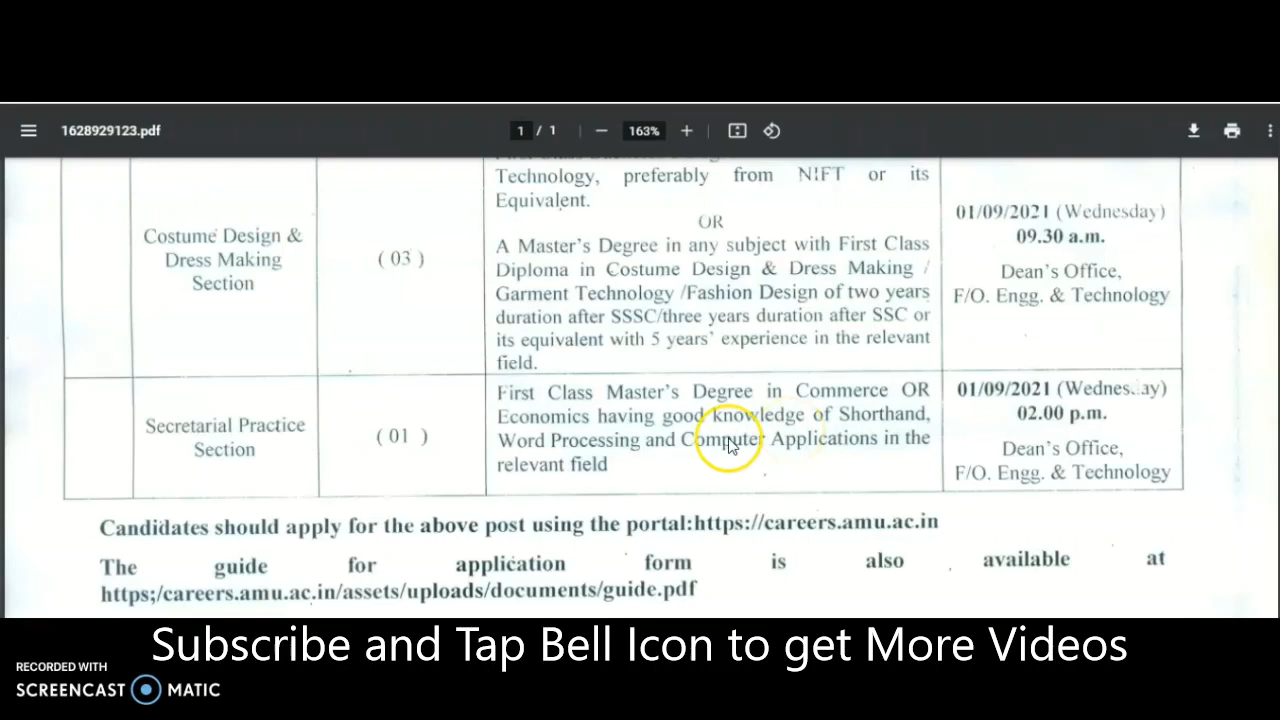 1628929123.pdf
1 / 1
163%
Technology, preferably from NIFT or its
Equivalent.
OR
A Master's Degree in any subject with First Class
Diploma in Costume Design & Dress Making /
Garment Technology /Fashion Design of two years
duration after SSSC/three years duration after SSC or
its equivalent with 5 years' experience in the relevant
field.
Costume Design &
Dress Making
Section
( 03 )
01/09/2021 (Wednesday)
09.30 a.m.
Dean's Office,
F/O. Engg. & Technology
Secretarial Practice
Section
( 01 )
First Class Master's Degree in Commerce OR
Economics having good knowledge of Shorthand,
Word Processing and Computer Applications in the
relevant field
01/09/2021 (Wednesday)
02.00 p.m.
Dean's Office,
F/O. Engg. & Technology
Candidates should apply for the above post using the portal:https://careers.amu.ac.in
The guide for application form is also available at
https;/careers.amu.ac.in/assets/uploads/documents/guide.pdf
Subscribe and Tap Bell Icon to get More Videos
RECORDED WITH
SCREENCAST MATIC